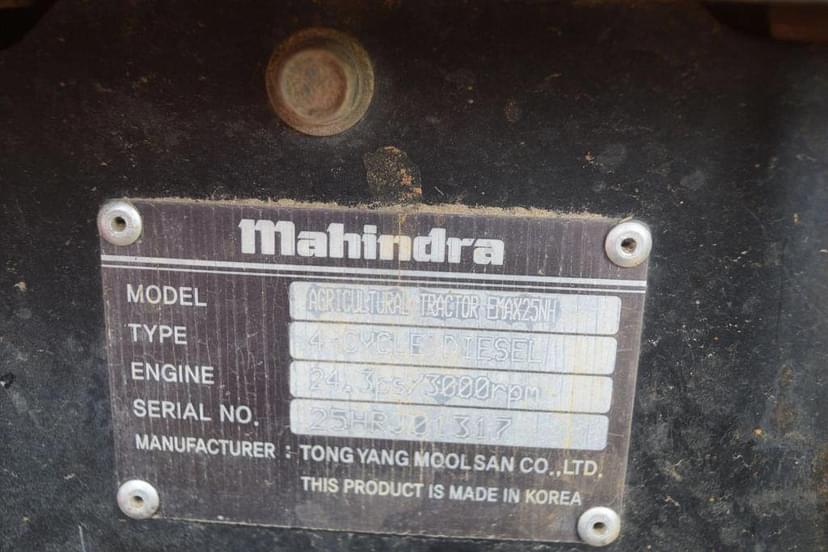 Mahindra
MODEL AGRICULTURAL TRACTOR EMAX25NH
TYPE 4 CYCLE DIESEL
ENGINE 24.3ps/3000rpm
SERIAL NO. 25HRJ01317
MANUFACTURER : TONG YANG MOOLSAN CO.,LTD.
THIS PRODUCT IS MADE IN KOREA